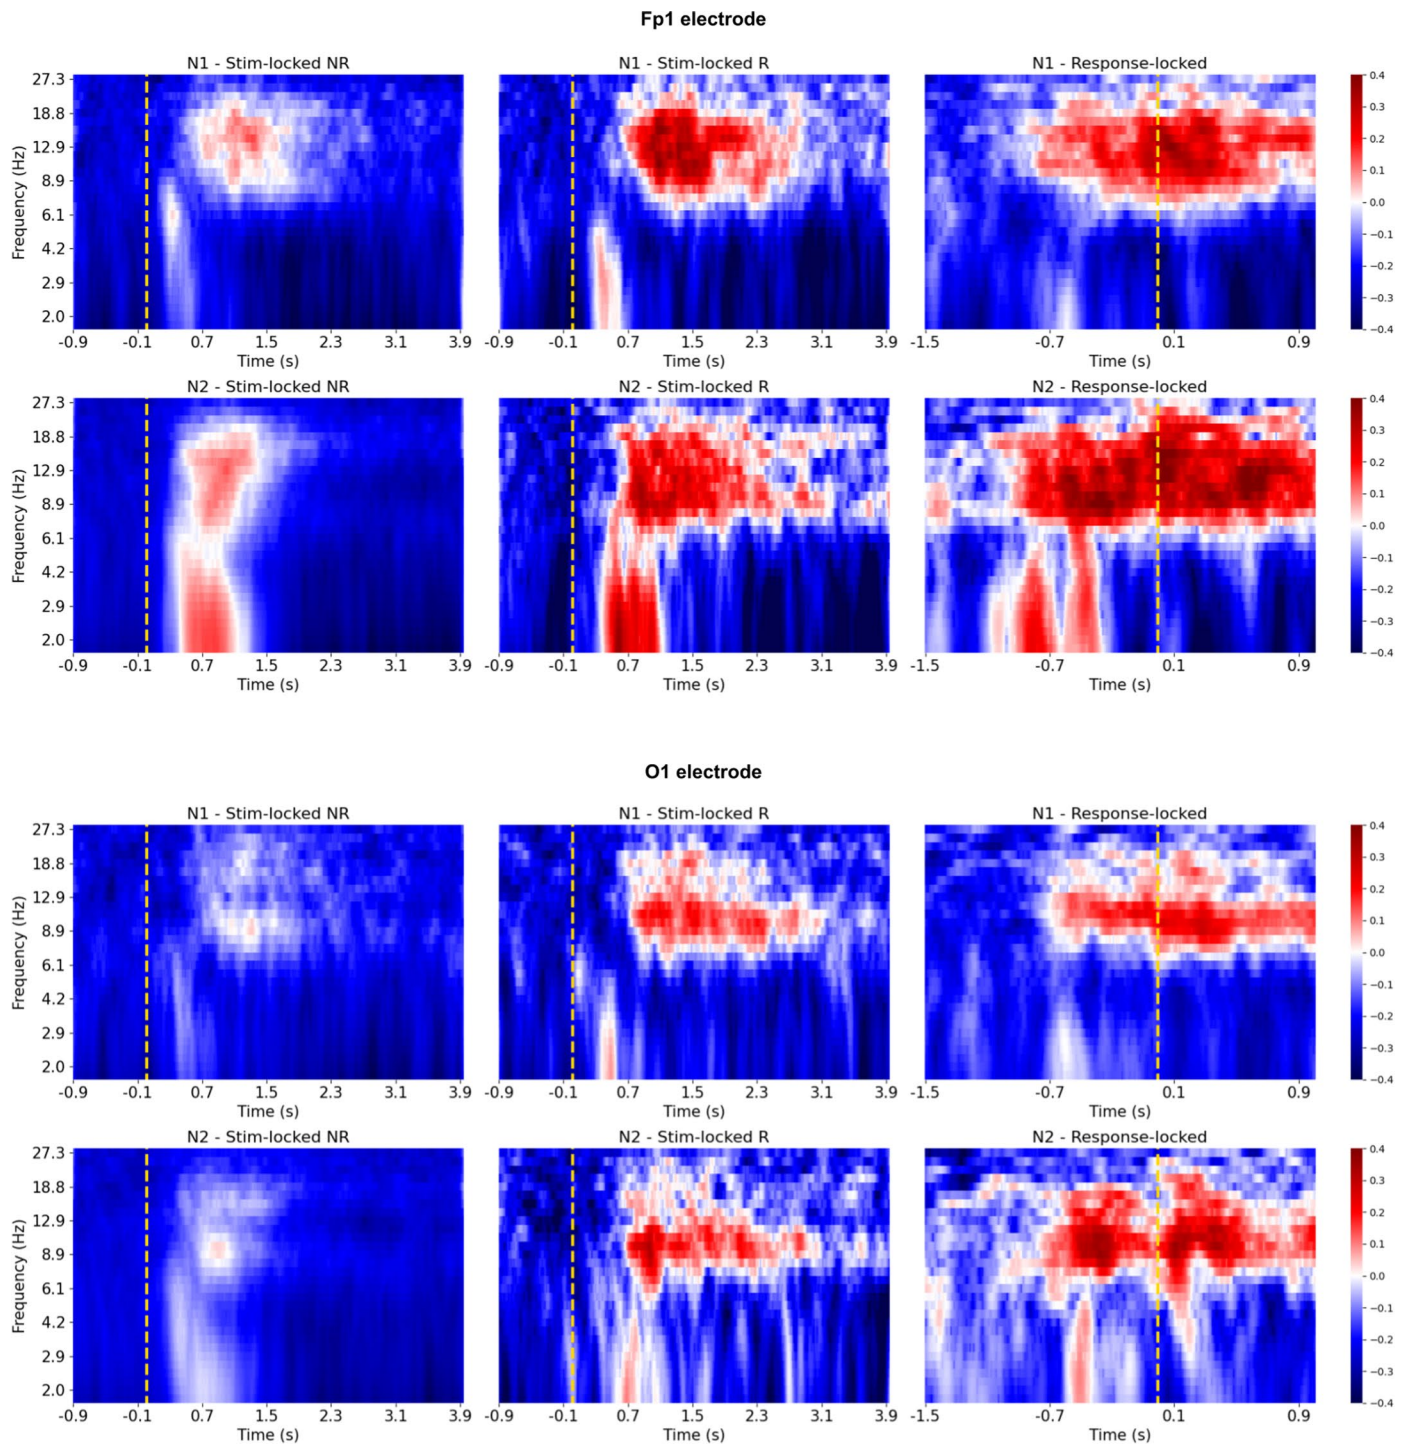 Fp1 electrode
N1 - Stim-locked NR
N1 - Stim-locked R
N1 - Response-locked
27.3
18.8
12.9
8.9
6.1
4.2
2.9
2.0
Frequency (Hz)
-0.9 -0.1 0.7 1.5 2.3 3.1 3.9
Time (s)
-0.9 -0.1 0.7 1.5 2.3 3.1 3.9
Time (s)
-1.5 -0.7 0.1 0.9
Time (s)
0.4
0.3
0.2
0.1
0.0
−0.1
−0.2
−0.3
−0.4
N2 - Stim-locked NR
N2 - Stim-locked R
N2 - Response-locked
27.3
18.8
12.9
8.9
6.1
4.2
2.9
2.0
Frequency (Hz)
-0.9 -0.1 0.7 1.5 2.3 3.1 3.9
Time (s)
-0.9 -0.1 0.7 1.5 2.3 3.1 3.9
Time (s)
-1.5 -0.7 0.1 0.9
Time (s)
0.4
0.3
0.2
0.1
0.0
−0.1
−0.2
−0.3
−0.4
O1 electrode
N1 - Stim-locked NR
N1 - Stim-locked R
N1 - Response-locked
27.3
18.8
12.9
8.9
6.1
4.2
2.9
2.0
Frequency (Hz)
-0.9 -0.1 0.7 1.5 2.3 3.1 3.9
Time (s)
-0.9 -0.1 0.7 1.5 2.3 3.1 3.9
Time (s)
-1.5 -0.7 0.1 0.9
Time (s)
0.4
0.3
0.2
0.1
0.0
−0.1
−0.2
−0.3
−0.4
N2 - Stim-locked NR
N2 - Stim-locked R
N2 - Response-locked
27.3
18.8
12.9
8.9
6.1
4.2
2.9
2.0
Frequency (Hz)
-0.9 -0.1 0.7 1.5 2.3 3.1 3.9
Time (s)
-0.9 -0.1 0.7 1.5 2.3 3.1 3.9
Time (s)
-1.5 -0.7 0.1 0.9
Time (s)
0.4
0.3
0.2
0.1
0.0
−0.1
−0.2
−0.3
−0.4